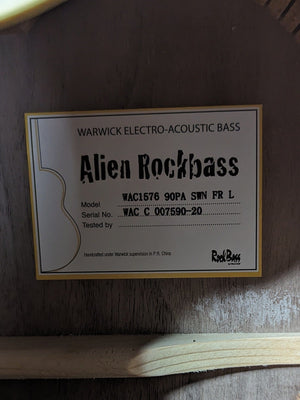 WARWICK ELECTRO-ACOUSTIC BASS
Alien Rockbass
Model WAC1576 90PA SWN FR L
Serial No. WAC C 007590-20
Tested by
Handcrafted under Warwick supervision in P.R. China
RockBass